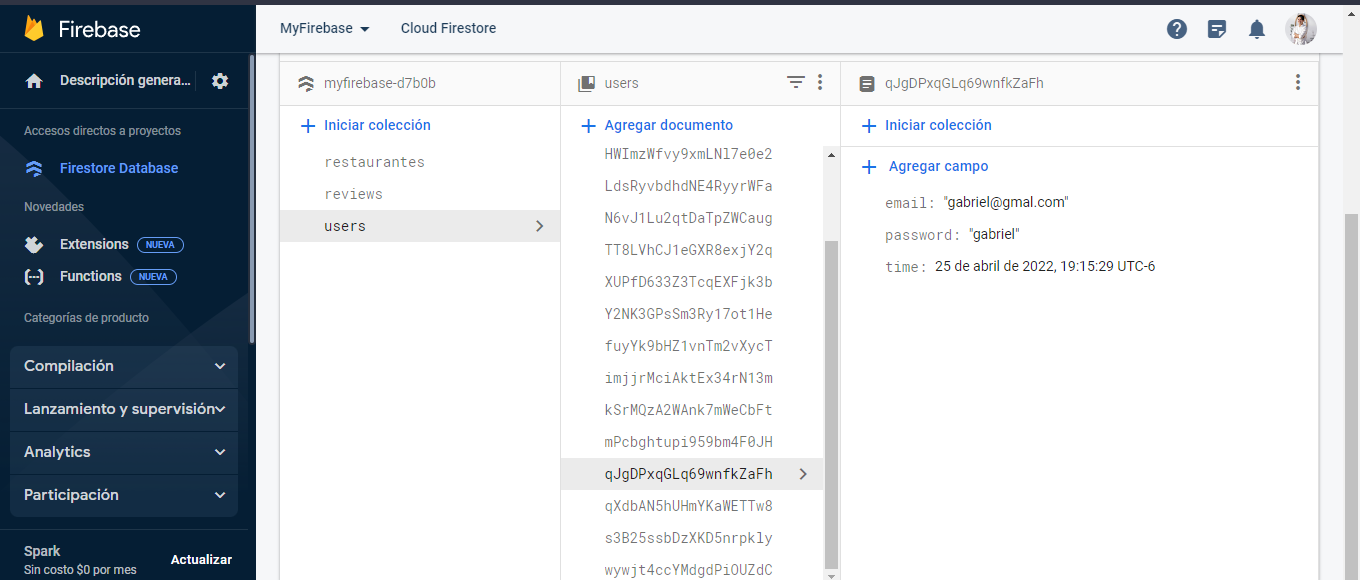 Firebase
Descripción genera...
Accesos directos a proyectos
Firestore Database
Novedades
Extensions NUEVA
Functions NUEVA
Categorías de producto
Compilación
Lanzamiento y supervisión
Analytics
Participación
Spark
Sin costo $0 por mes
Actualizar
MyFirebase
Cloud Firestore
myfirebase-d7b0b
Iniciar colección
restaurantes
reviews
users
users
Agregar documento
HWImzWfvy9xmLNl7e0e2
LdsRyvbdhdNE4RyyrWFa
N6vJ1Lu2qtDaTpZWCaug
TT8LVhCJ1eGXR8exjY2q
XUPfD633Z3TcqEXFjk3b
Y2NK3GPsSm3Ry17ot1He
fuyYk9bHZ1vnTm2vXycT
imjjrMciAktEx34rN13m
kSrMQzA2WAnk7mWeCbFt
mPcbghtupi959bm4F0JH
qJgDPxqGLq69wnfkZaFh
qXdbAN5hUHmYKaWETTw8
s3B25ssbDzXKD5nrpkly
wywjt4ccYMdgdPiOUZdC
qJgDPxqGLq69wnfkZaFh
Iniciar colección
Agregar campo
email: "gabriel@gmal.com"
password: "gabriel"
time: 25 de abril de 2022, 19:15:29 UTC-6